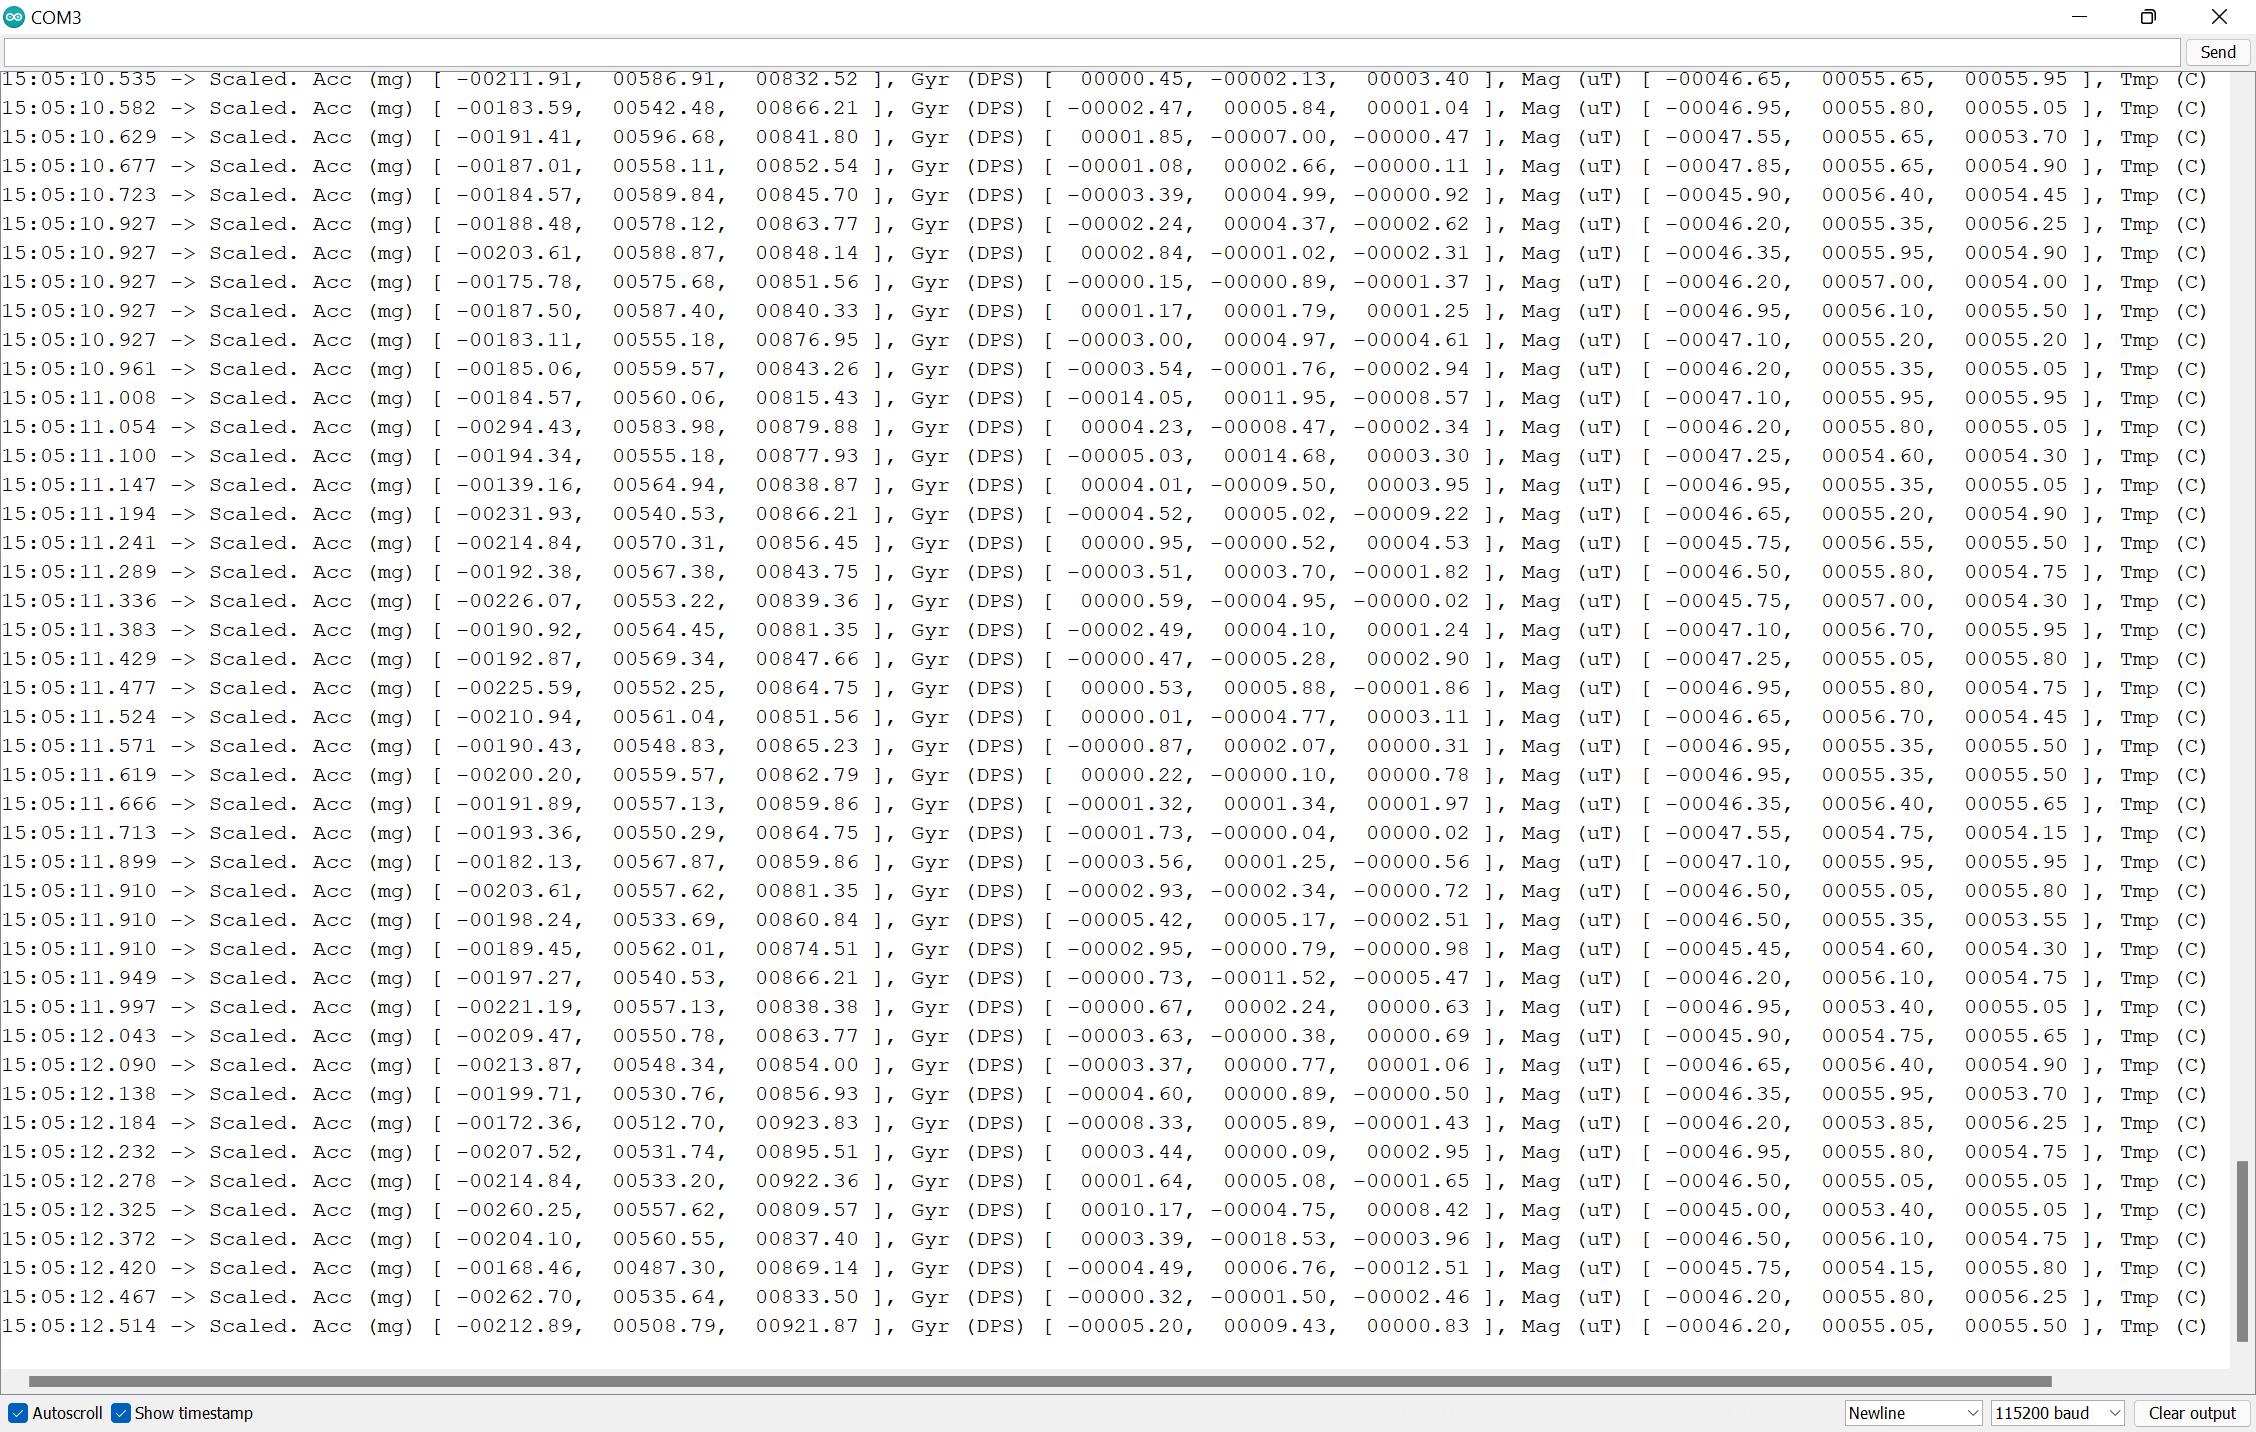 COM3
Send
15:05:10.535 -> Scaled. Acc (mg) [ -00211.91,  00586.91,  00832.52 ], Gyr (DPS) [  00000.45, -00002.13,  00003.40 ], Mag (uT) [ -00046.65,  00055.65,  00055.95 ], Tmp (C)
15:05:10.582 -> Scaled. Acc (mg) [ -00183.59,  00542.48,  00866.21 ], Gyr (DPS) [ -00002.47,  00005.84,  00001.04 ], Mag (uT) [ -00046.95,  00055.80,  00055.05 ], Tmp (C)
15:05:10.629 -> Scaled. Acc (mg) [ -00191.41,  00596.68,  00841.80 ], Gyr (DPS) [  00001.85, -00007.00, -00000.47 ], Mag (uT) [ -00047.55,  00055.65,  00053.70 ], Tmp (C)
15:05:10.677 -> Scaled. Acc (mg) [ -00187.01,  00558.11,  00852.54 ], Gyr (DPS) [ -00001.08,  00002.66, -00000.11 ], Mag (uT) [ -00047.85,  00055.65,  00054.90 ], Tmp (C)
15:05:10.723 -> Scaled. Acc (mg) [ -00184.57,  00589.84,  00845.70 ], Gyr (DPS) [ -00003.39,  00004.99, -00000.92 ], Mag (uT) [ -00045.90,  00056.40,  00054.45 ], Tmp (C)
15:05:10.927 -> Scaled. Acc (mg) [ -00188.48,  00578.12,  00863.77 ], Gyr (DPS) [ -00002.24,  00004.37, -00002.62 ], Mag (uT) [ -00046.20,  00055.35,  00056.25 ], Tmp (C)
15:05:10.927 -> Scaled. Acc (mg) [ -00203.61,  00588.87,  00848.14 ], Gyr (DPS) [  00002.84, -00001.02, -00002.31 ], Mag (uT) [ -00046.35,  00055.95,  00054.90 ], Tmp (C)
15:05:10.927 -> Scaled. Acc (mg) [ -00175.78,  00575.68,  00851.56 ], Gyr (DPS) [ -00000.15, -00000.89, -00001.37 ], Mag (uT) [ -00046.20,  00057.00,  00054.00 ], Tmp (C)
15:05:10.927 -> Scaled. Acc (mg) [ -00187.50,  00587.40,  00840.33 ], Gyr (DPS) [  00001.17,  00001.79,  00001.25 ], Mag (uT) [ -00046.95,  00056.10,  00055.50 ], Tmp (C)
15:05:10.927 -> Scaled. Acc (mg) [ -00183.11,  00555.18,  00876.95 ], Gyr (DPS) [ -00003.00,  00004.97, -00004.61 ], Mag (uT) [ -00047.10,  00055.20,  00055.20 ], Tmp (C)
15:05:10.961 -> Scaled. Acc (mg) [ -00185.06,  00559.57,  00843.26 ], Gyr (DPS) [ -00003.54, -00001.76, -00002.94 ], Mag (uT) [ -00046.20,  00055.35,  00055.05 ], Tmp (C)
15:05:11.008 -> Scaled. Acc (mg) [ -00184.57,  00560.06,  00815.43 ], Gyr (DPS) [ -00014.05,  00011.95, -00008.57 ], Mag (uT) [ -00047.10,  00055.95,  00055.95 ], Tmp (C)
15:05:11.054 -> Scaled. Acc (mg) [ -00294.43,  00583.98,  00879.88 ], Gyr (DPS) [  00004.23, -00008.47, -00002.34 ], Mag (uT) [ -00046.20,  00055.80,  00055.05 ], Tmp (C)
15:05:11.100 -> Scaled. Acc (mg) [ -00194.34,  00555.18,  00877.93 ], Gyr (DPS) [ -00005.03,  00014.68,  00003.30 ], Mag (uT) [ -00047.25,  00054.60,  00054.30 ], Tmp (C)
15:05:11.147 -> Scaled. Acc (mg) [ -00139.16,  00564.94,  00838.87 ], Gyr (DPS) [  00004.01, -00009.50,  00003.95 ], Mag (uT) [ -00046.95,  00055.35,  00055.05 ], Tmp (C)
15:05:11.194 -> Scaled. Acc (mg) [ -00231.93,  00540.53,  00866.21 ], Gyr (DPS) [ -00004.52,  00005.02, -00009.22 ], Mag (uT) [ -00046.65,  00055.20,  00054.90 ], Tmp (C)
15:05:11.241 -> Scaled. Acc (mg) [ -00214.84,  00570.31,  00856.45 ], Gyr (DPS) [  00000.95, -00000.52,  00004.53 ], Mag (uT) [ -00045.75,  00056.55,  00055.50 ], Tmp (C)
15:05:11.289 -> Scaled. Acc (mg) [ -00192.38,  00567.38,  00843.75 ], Gyr (DPS) [ -00003.51,  00003.70, -00001.82 ], Mag (uT) [ -00046.50,  00055.80,  00054.75 ], Tmp (C)
15:05:11.336 -> Scaled. Acc (mg) [ -00226.07,  00553.22,  00839.36 ], Gyr (DPS) [  00000.59, -00004.95, -00000.02 ], Mag (uT) [ -00045.75,  00057.00,  00054.30 ], Tmp (C)
15:05:11.383 -> Scaled. Acc (mg) [ -00190.92,  00564.45,  00881.35 ], Gyr (DPS) [ -00002.49,  00004.10,  00001.24 ], Mag (uT) [ -00047.10,  00056.70,  00055.95 ], Tmp (C)
15:05:11.429 -> Scaled. Acc (mg) [ -00192.87,  00569.34,  00847.66 ], Gyr (DPS) [ -00000.47, -00005.28,  00002.90 ], Mag (uT) [ -00047.25,  00055.05,  00055.80 ], Tmp (C)
15:05:11.477 -> Scaled. Acc (mg) [ -00225.59,  00552.25,  00864.75 ], Gyr (DPS) [  00000.53,  00005.88, -00001.86 ], Mag (uT) [ -00046.95,  00055.80,  00054.75 ], Tmp (C)
15:05:11.524 -> Scaled. Acc (mg) [ -00210.94,  00561.04,  00851.56 ], Gyr (DPS) [  00000.01, -00004.77,  00003.11 ], Mag (uT) [ -00046.65,  00056.70,  00054.45 ], Tmp (C)
15:05:11.571 -> Scaled. Acc (mg) [ -00190.43,  00548.83,  00865.23 ], Gyr (DPS) [ -00000.87,  00002.07,  00000.31 ], Mag (uT) [ -00046.95,  00055.35,  00055.50 ], Tmp (C)
15:05:11.619 -> Scaled. Acc (mg) [ -00200.20,  00559.57,  00862.79 ], Gyr (DPS) [  00000.22, -00000.10,  00000.78 ], Mag (uT) [ -00046.95,  00055.35,  00055.50 ], Tmp (C)
15:05:11.666 -> Scaled. Acc (mg) [ -00191.89,  00557.13,  00859.86 ], Gyr (DPS) [ -00001.32,  00001.34,  00001.97 ], Mag (uT) [ -00046.35,  00056.40,  00055.65 ], Tmp (C)
15:05:11.713 -> Scaled. Acc (mg) [ -00193.36,  00550.29,  00864.75 ], Gyr (DPS) [ -00001.73, -00000.04,  00000.02 ], Mag (uT) [ -00047.55,  00054.75,  00054.15 ], Tmp (C)
15:05:11.899 -> Scaled. Acc (mg) [ -00182.13,  00567.87,  00859.86 ], Gyr (DPS) [ -00003.56,  00001.25, -00000.56 ], Mag (uT) [ -00047.10,  00055.95,  00055.95 ], Tmp (C)
15:05:11.910 -> Scaled. Acc (mg) [ -00203.61,  00557.62,  00881.35 ], Gyr (DPS) [ -00002.93, -00002.34, -00000.72 ], Mag (uT) [ -00046.50,  00055.05,  00055.80 ], Tmp (C)
15:05:11.910 -> Scaled. Acc (mg) [ -00198.24,  00533.69,  00860.84 ], Gyr (DPS) [ -00005.42,  00005.17, -00002.51 ], Mag (uT) [ -00046.50,  00055.35,  00053.55 ], Tmp (C)
15:05:11.910 -> Scaled. Acc (mg) [ -00189.45,  00562.01,  00874.51 ], Gyr (DPS) [ -00002.95, -00000.79, -00000.98 ], Mag (uT) [ -00045.45,  00054.60,  00054.30 ], Tmp (C)
15:05:11.949 -> Scaled. Acc (mg) [ -00197.27,  00540.53,  00866.21 ], Gyr (DPS) [ -00000.73, -00011.52, -00005.47 ], Mag (uT) [ -00046.20,  00056.10,  00054.75 ], Tmp (C)
15:05:11.997 -> Scaled. Acc (mg) [ -00221.19,  00557.13,  00838.38 ], Gyr (DPS) [ -00000.67,  00002.24,  00000.63 ], Mag (uT) [ -00046.95,  00053.40,  00055.05 ], Tmp (C)
15:05:12.043 -> Scaled. Acc (mg) [ -00209.47,  00550.78,  00863.77 ], Gyr (DPS) [ -00003.63, -00000.38,  00000.69 ], Mag (uT) [ -00045.90,  00054.75,  00055.65 ], Tmp (C)
15:05:12.090 -> Scaled. Acc (mg) [ -00213.87,  00548.34,  00854.00 ], Gyr (DPS) [ -00003.37,  00000.77,  00001.06 ], Mag (uT) [ -00046.65,  00056.40,  00054.90 ], Tmp (C)
15:05:12.138 -> Scaled. Acc (mg) [ -00199.71,  00530.76,  00856.93 ], Gyr (DPS) [ -00004.60,  00000.89, -00000.50 ], Mag (uT) [ -00046.35,  00055.95,  00053.70 ], Tmp (C)
15:05:12.184 -> Scaled. Acc (mg) [ -00172.36,  00512.70,  00923.83 ], Gyr (DPS) [ -00008.33,  00005.89, -00001.43 ], Mag (uT) [ -00046.20,  00053.85,  00056.25 ], Tmp (C)
15:05:12.232 -> Scaled. Acc (mg) [ -00207.52,  00531.74,  00895.51 ], Gyr (DPS) [  00003.44,  00000.09,  00002.95 ], Mag (uT) [ -00046.95,  00055.80,  00054.75 ], Tmp (C)
15:05:12.278 -> Scaled. Acc (mg) [ -00214.84,  00533.20,  00922.36 ], Gyr (DPS) [  00001.64,  00005.08, -00001.65 ], Mag (uT) [ -00046.50,  00055.05,  00055.05 ], Tmp (C)
15:05:12.325 -> Scaled. Acc (mg) [ -00260.25,  00557.62,  00809.57 ], Gyr (DPS) [  00010.17, -00004.75,  00008.42 ], Mag (uT) [ -00045.00,  00053.40,  00055.05 ], Tmp (C)
15:05:12.372 -> Scaled. Acc (mg) [ -00204.10,  00560.55,  00837.40 ], Gyr (DPS) [  00003.39, -00018.53, -00003.96 ], Mag (uT) [ -00046.50,  00056.10,  00054.75 ], Tmp (C)
15:05:12.420 -> Scaled. Acc (mg) [ -00168.46,  00487.30,  00869.14 ], Gyr (DPS) [ -00004.49,  00006.76, -00012.51 ], Mag (uT) [ -00045.75,  00054.15,  00055.80 ], Tmp (C)
15:05:12.467 -> Scaled. Acc (mg) [ -00262.70,  00535.64,  00833.50 ], Gyr (DPS) [ -00000.32, -00001.50, -00002.46 ], Mag (uT) [ -00046.20,  00055.80,  00056.25 ], Tmp (C)
15:05:12.514 -> Scaled. Acc (mg) [ -00212.89,  00508.79,  00921.87 ], Gyr (DPS) [ -00005.20,  00009.43,  00000.83 ], Mag (uT) [ -00046.20,  00055.05,  00055.50 ], Tmp (C)
Autoscroll Show timestamp Newline 115200 baud Clear output